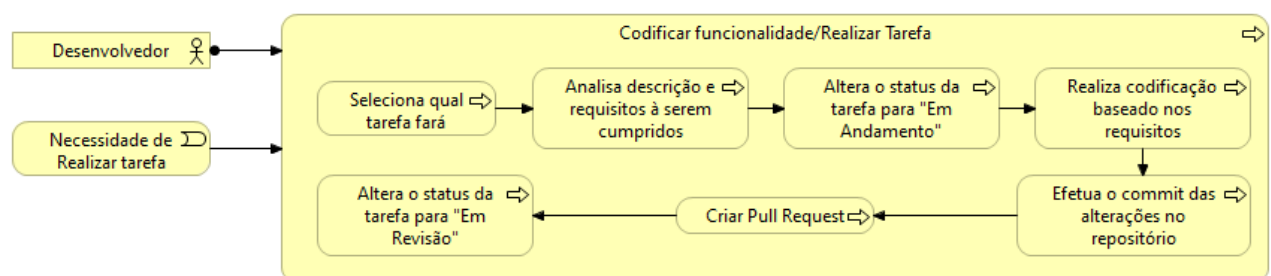 Codificar funcionalidade/Realizar Tarefa
Desenvolvedor
Necessidade de
Realizar tarefa
Seleciona qual
tarefa fará
Analisa descrição e
requisitos à serem
cumpridos
Altera o status da
tarefa para "Em
Andamento"
Realiza codificação
baseado nos
requisitos
Efetua o commit das
alterações no
repositório
Criar Pull Request
Altera o status da
tarefa para "Em
Revisão"